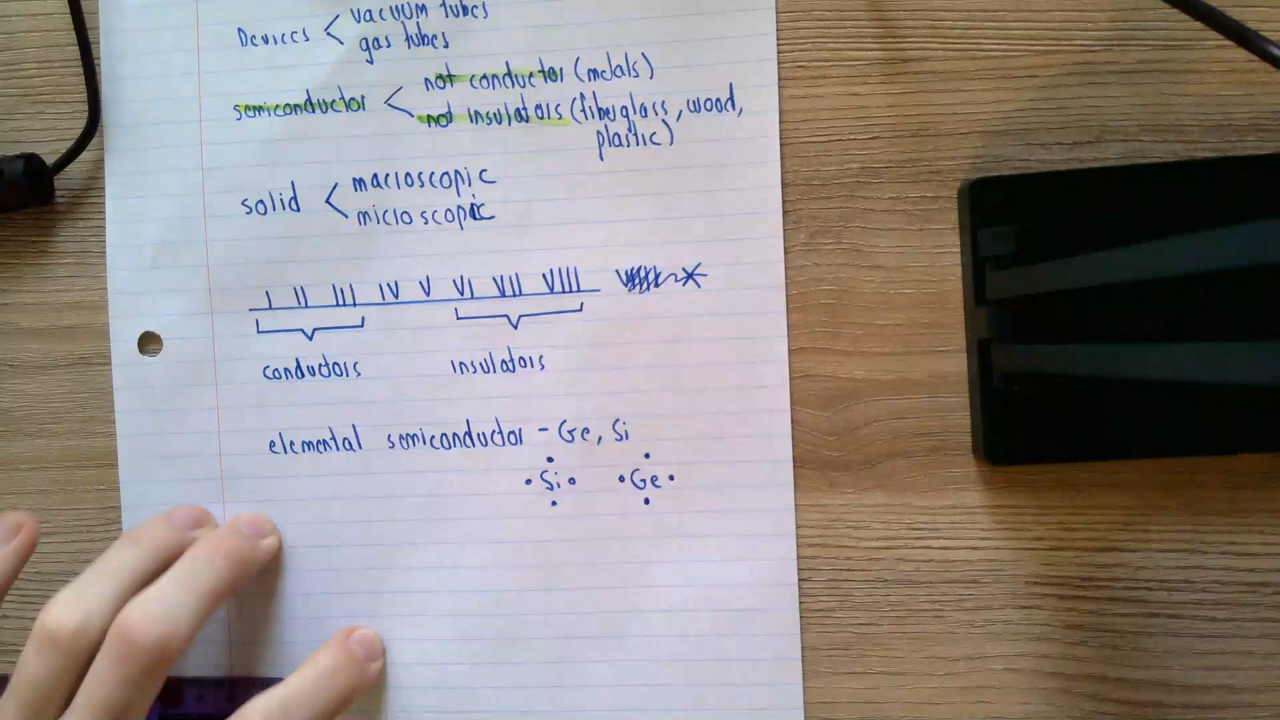 Devices < vacuum tubes
gas tubes
semiconductor < not conductor (metals)
not insulators (fiberglass, wood,
plastic)
solid < macroscopic
microscopic
I II III IV V VI VII VIII
conductors insulators
elemental semiconductor - Ge, Si
Si Ge